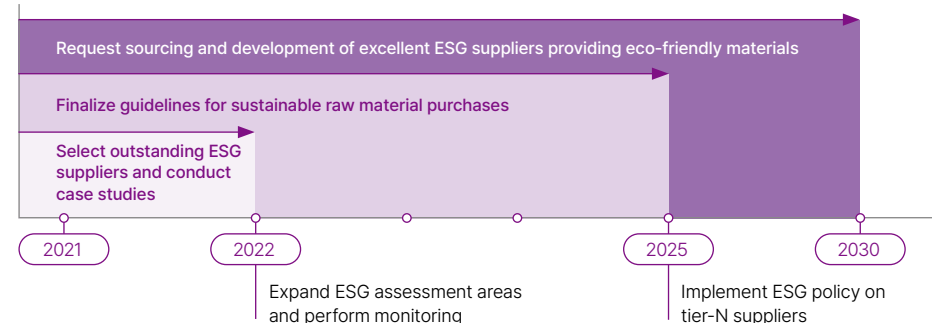 Request sourcing and development of excellent ESG suppliers providing eco-friendly materials
Finalize guidelines for sustainable raw material purchases
Select outstanding ESG
suppliers and conduct
case studies
2021
2022
2025
2030
Expand ESG assessment areas
and perform monitoring
Implement ESG policy on
tier-N suppliers